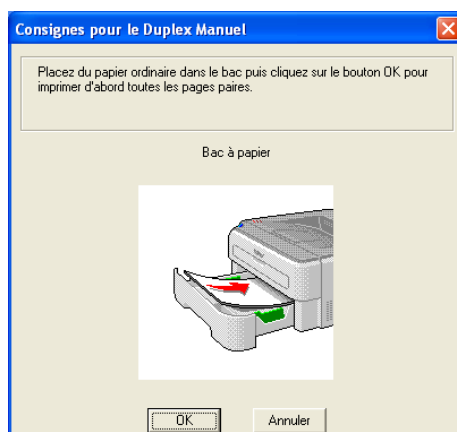 Consignes pour le Duplex Manuel
Placez du papier ordinaire dans le bac puis cliquez sur le bouton OK pour
imprimer d'abord toutes les pages paires.
Bac à papier
OK
Annuler